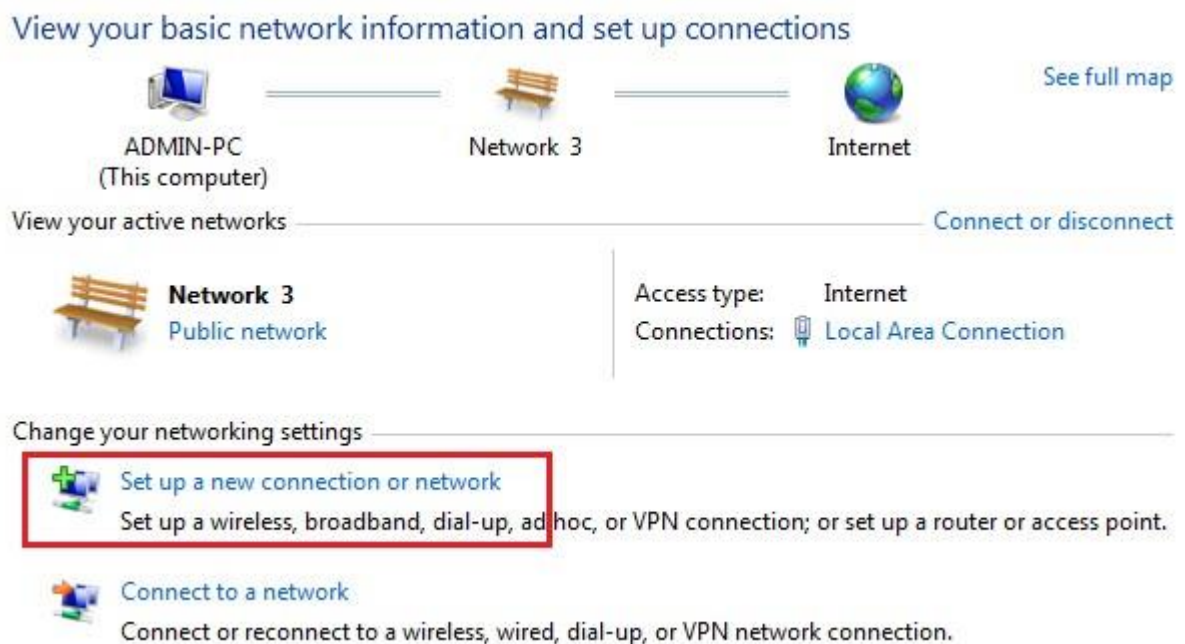 View your basic network information and set up connections
See full map
ADMIN-PC
(This computer)
Network 3
Internet
View your active networks
Connect or disconnect
Network 3
Public network
Access type: Internet
Connections: Local Area Connection
Change your networking settings
Set up a new connection or network
Set up a wireless, broadband, dial-up, ad hoc, or VPN connection; or set up a router or access point.
Connect to a network
Connect or reconnect to a wireless, wired, dial-up, or VPN network connection.